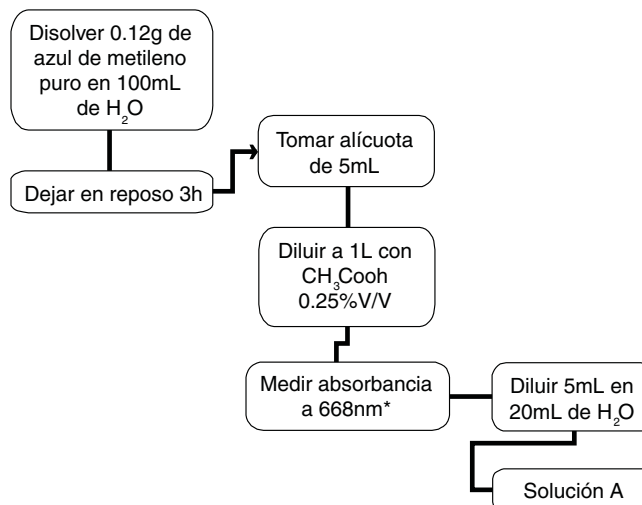 Disolver 0.12g de
azul de metileno
puro en 100mL
de H₂O
Dejar en reposo 3h
Tomar alícuota
de 5mL
Diluir a 1L con
CH₃Cooh
0.25%V/V
Medir absorbancia
a 668nm*
Diluir 5mL en
20mL de H₂O
Solución A